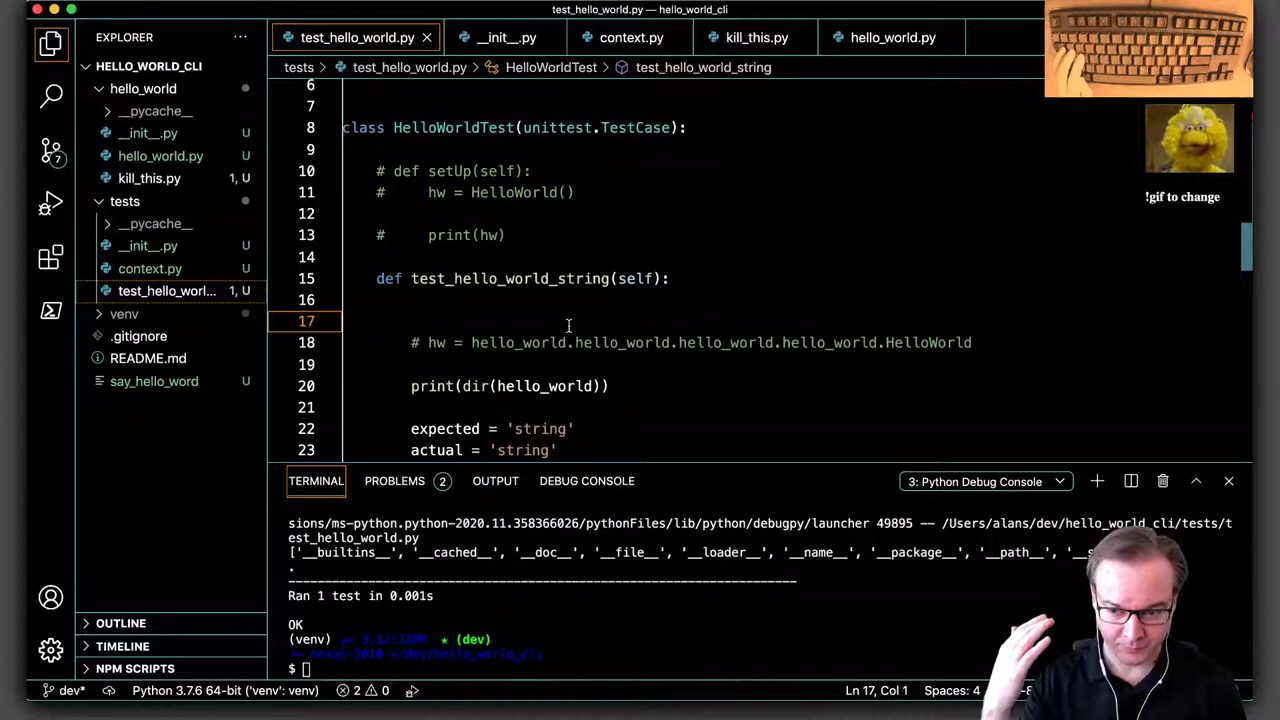 test_hello_world.py — hello_world_cli
EXPLORER
test_hello_world.py
__init__.py
context.py
kill_this.py
hello_world.py
HELLO_WORLD_CLI
tests > test_hello_world.py > HelloWorldTest > test_hello_world_string
hello_world
__pycache__
__init__.py U
hello_world.py U
kill_this.py 1, U
tests
__pycache__
__init__.py U
context.py U
test_hello_worl... 1, U
venv
.gitignore
README.md
say_hello_word U
7
6
7
8 class HelloWorldTest(unittest.TestCase):
9
10 # def setUp(self):
11 # hw = HelloWorld()
12
13 # print(hw)
14
15 def test_hello_world_string(self):
16
17
18 # hw = hello_world.hello_world.hello_world.hello_world.HelloWorld
19
20 print(dir(hello_world))
21
22 expected = 'string'
23 actual = 'string'
!gif to change
TERMINAL PROBLEMS 2 OUTPUT DEBUG CONSOLE 3: Python Debug Console
sions/ms-python.python-2020.11.358366026/pythonFiles/lib/python/debugpy/launcher 49895 -- /Users/alans/dev/hello_world_cli/tests/t
est_hello_world.py
['__builtins__', '__cached__', '__doc__', '__file__', '__loader__', '__name__', '__package__', '__path__',
.
----------------------------------------------------------------------
Ran 1 test in 0.001s
OK
(venv) 3:32:33PM ★ (dev)
nexus-2010 ~/dev/hello_world_cli
$
OUTLINE
TIMELINE
NPM SCRIPTS
dev* Python 3.7.6 64-bit ('venv': venv) 2 0 Ln 17, Col 1 Spaces: 4